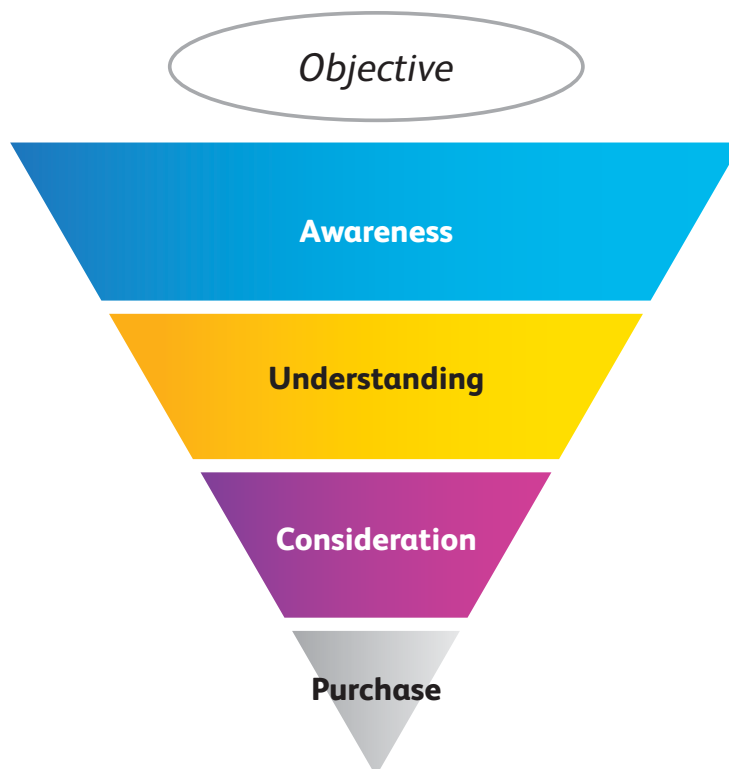 Objective
Awareness
Understanding
Consideration
Purchase